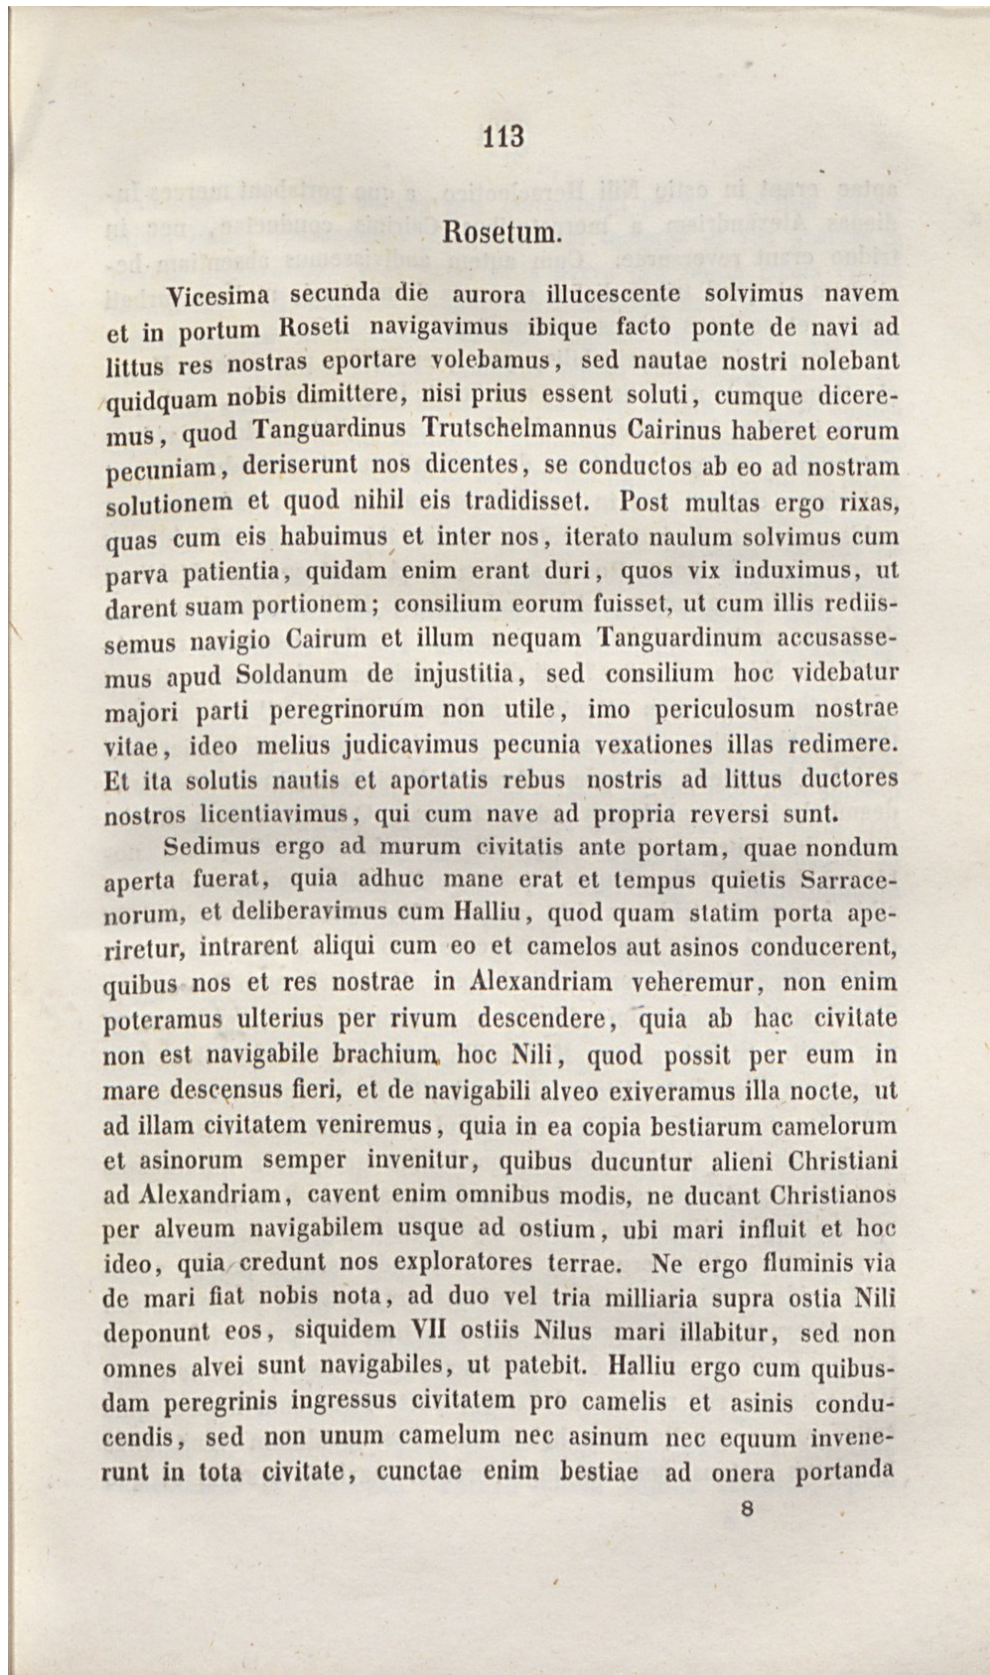 113
Rosetum.
Vicesima secunda die aurora illucescente solvimus navem
et in portum Roseti navigavimus ibique facto ponte de navi ad
littus res nostras eportare volebamus, sed nautae nostri nolebant
quidquam nobis dimittere, nisi prius essent soluti, cumque dicere-
mus, quod Tanguardinus Trutschelmannus Cairinus haberet eorum
pecuniam, deriserunt nos dicentes, se conductos ab eo ad nostram
solutionem et quod nihil eis tradidisset. Post multas ergo rixas,
quas cum eis habuimus et inter nos, iterato naulum solvimus cum
parva patientia, quidam enim erant duri, quos vix induximus, ut
darent suam portionem; consilium eorum fuisset, ut cum illis rediis-
semus navigio Cairum et illum nequam Tanguardinum accusasse-
mus apud Soldanum de injustitia, sed consilium hoc videbatur
majori parti peregrinorum non utile, imo periculosum nostrae
vitae, ideo melius judicavimus pecunia vexationes illas redimere.
Et ita solutis nautis et aportatis rebus nostris ad littus ductores
nostros licentiavimus, qui cum nave ad propria reversi sunt.
Sedimus ergo ad murum civitatis ante portam, quae nondum
aperta fuerat, quia adhuc mane erat et tempus quietis Sarrace-
norum, et deliberavimus cum Halliu, quod quam statim porta ape-
riretur, intrarent aliqui cum eo et camelos aut asinos conducerent,
quibus nos et res nostrae in Alexandriam veheremur, non enim
poteramus ulterius per rivum descendere, quia ab hac civitate
non est navigabile brachium hoc Nili, quod possit per eum in
mare descensus fieri, et de navigabili alveo exiveramus illa nocte, ut
ad illam civitatem veniremus, quia in ea copia bestiarum camelorum
et asinorum semper invenitur, quibus ducuntur alieni Christiani
ad Alexandriam, cavent enim omnibus modis, ne ducant Christianos
per alveum navigabilem usque ad ostium, ubi mari influit et hoc
ideo, quia credunt nos exploratores terrae. Ne ergo fluminis via
de mari fiat nobis nota, ad duo vel tria milliaria supra ostia Nili
deponunt eos, siquidem VII ostiis Nilus mari illabitur, sed non
omnes alvei sunt navigabiles, ut patebit. Halliu ergo cum quibus-
dam peregrinis ingressus civitatem pro camelis et asinis condu-
cendis, sed non unum camelum nec asinum nec equum invene-
runt in tota civitate, cunctae enim bestiae ad onera portanda
8